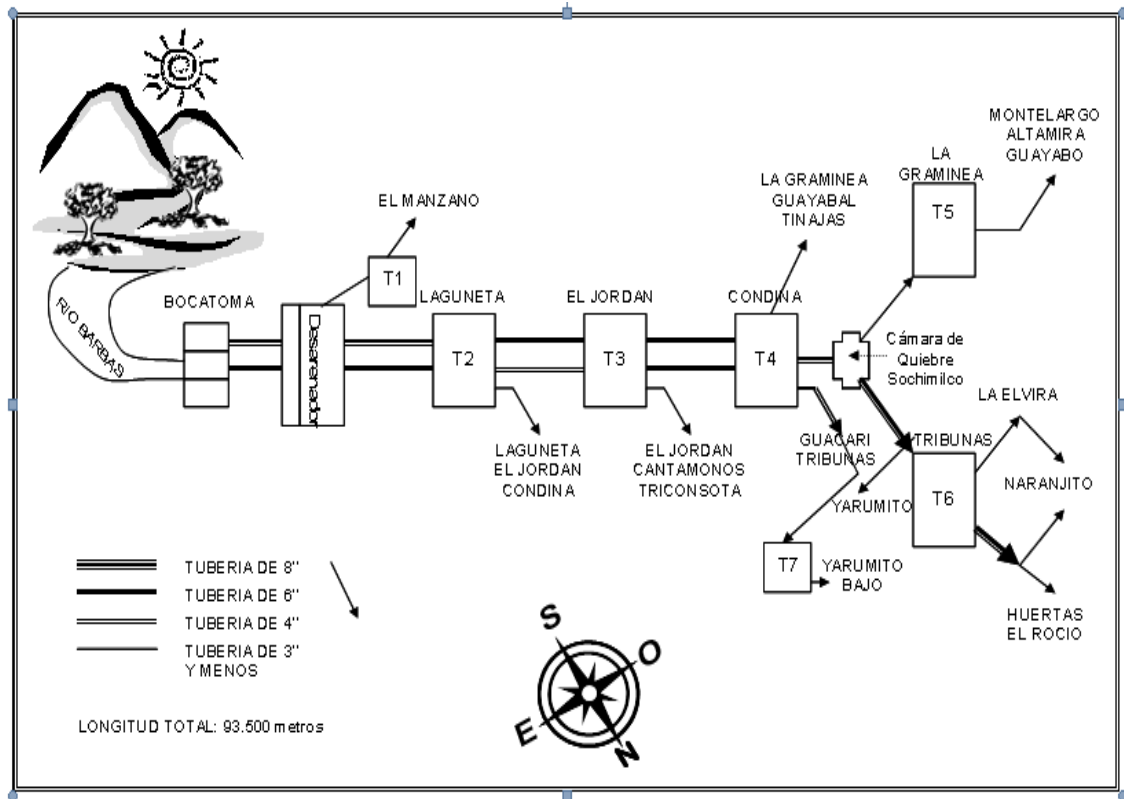 MONTELARGO
ALTAMIRA
GUAYABO
LA
GRAMINEA
T5
LA GRAMINEA
GUAYABAL
TINAJAS
EL MANZANO
T1
RIO BARBAS
BOCATOMA
Desarenador
LAGUNETA
T2
EL JORDAN
T3
CONDINA
T4
Cámara de
Quiebre
Sochimilco
LAGUNETA
EL JORDAN
CONDINA
EL JORDAN
CANTAMONOS
TRICONSOTA
GUACARI
TRIBUNAS
YARUMITO
TRIBUNAS
T6
LA ELVIRA
NARANJITO
T7
YARUMITO
BAJO
HUERTAS
EL ROCIO
TUBERIA DE 8"
TUBERIA DE 6"
TUBERIA DE 4"
TUBERIA DE 3"
Y MENOS
LONGITUD TOTAL: 93.500 metros
S
O
E
N